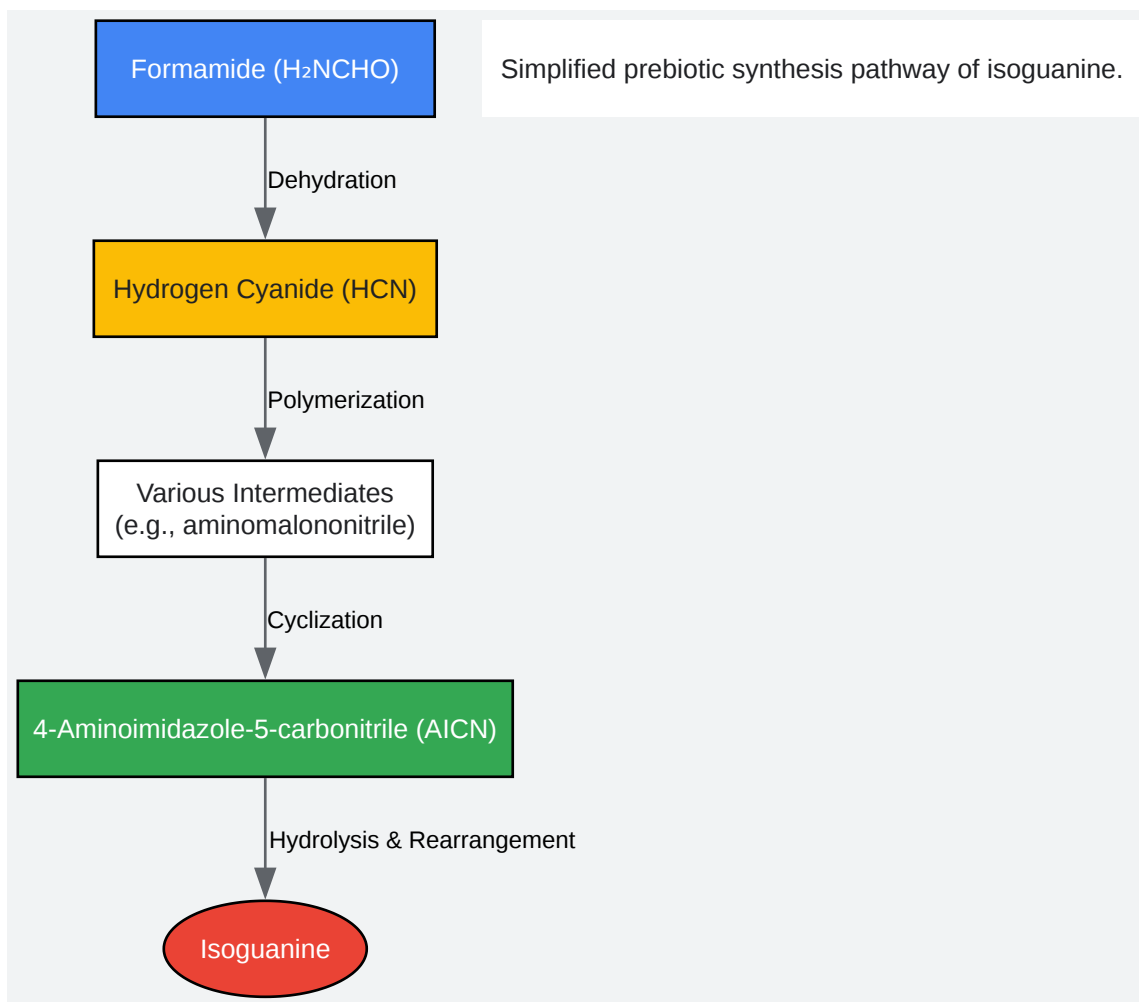 Formamide (H₂NCHO)
Simplified prebiotic synthesis pathway of isoguanine.
Dehydration
Hydrogen Cyanide (HCN)
Polymerization
Various Intermediates
(e.g., aminomalononitrile)
Cyclization
4-Aminoimidazole-5-carbonitrile (AICN)
Hydrolysis & Rearrangement
Isoguanine